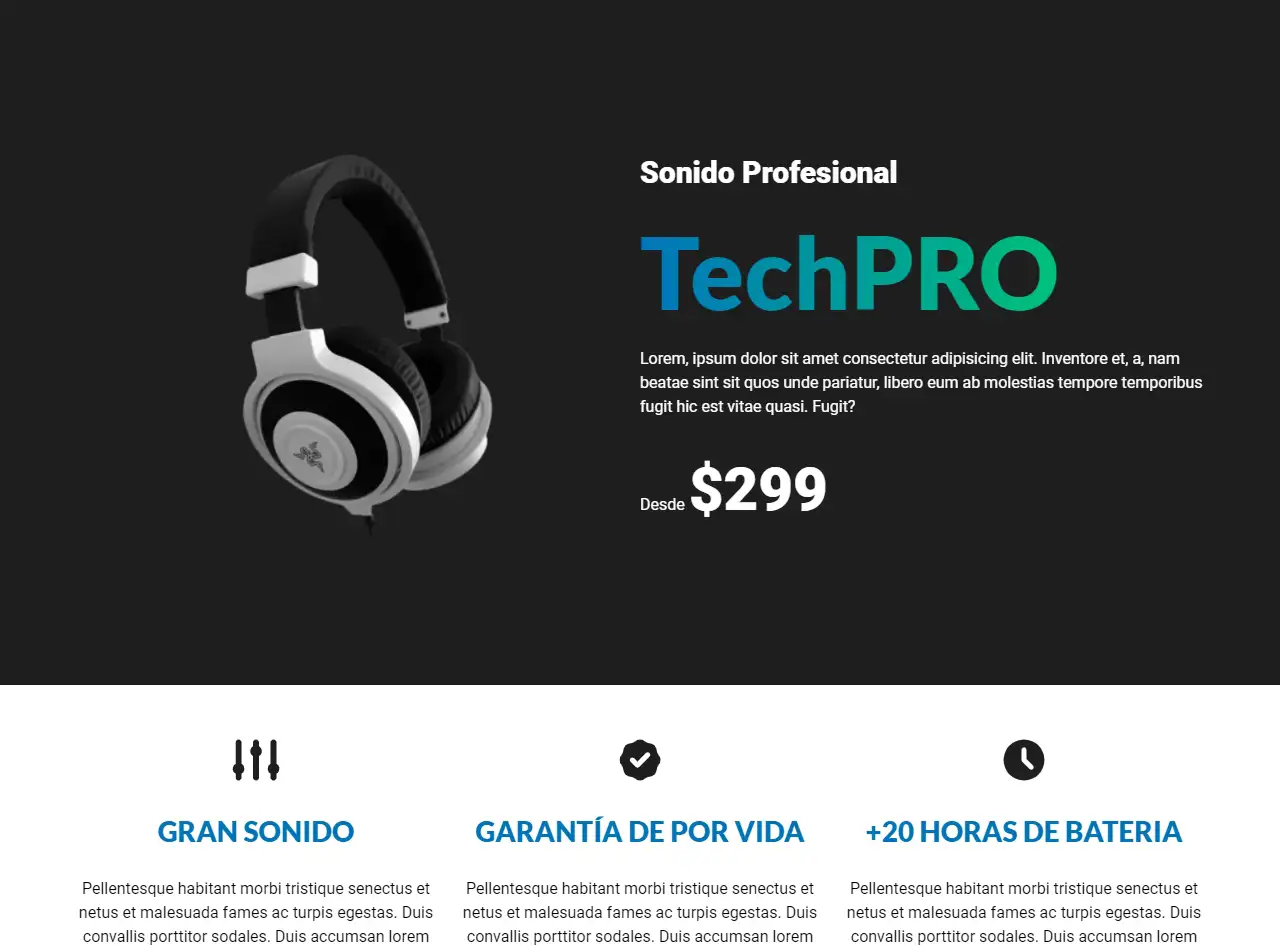 Sonido Profesional
TechPRO
Lorem, ipsum dolor sit amet consectetur adipisicing elit. Inventore et, a, nam
beatae sint sit quos unde pariatur, libero eum ab molestias tempore temporibus
fugit hic est vitae quasi. Fugit?
Desde $299
GRAN SONIDO
Pellentesque habitant morbi tristique senectus et
netus et malesuada fames ac turpis egestas. Duis
convallis porttitor sodales. Duis accumsan lorem
GARANTÍA DE POR VIDA
Pellentesque habitant morbi tristique senectus et
netus et malesuada fames ac turpis egestas. Duis
convallis porttitor sodales. Duis accumsan lorem
+20 HORAS DE BATERIA
Pellentesque habitant morbi tristique senectus et
netus et malesuada fames ac turpis egestas. Duis
convallis porttitor sodales. Duis accumsan lorem